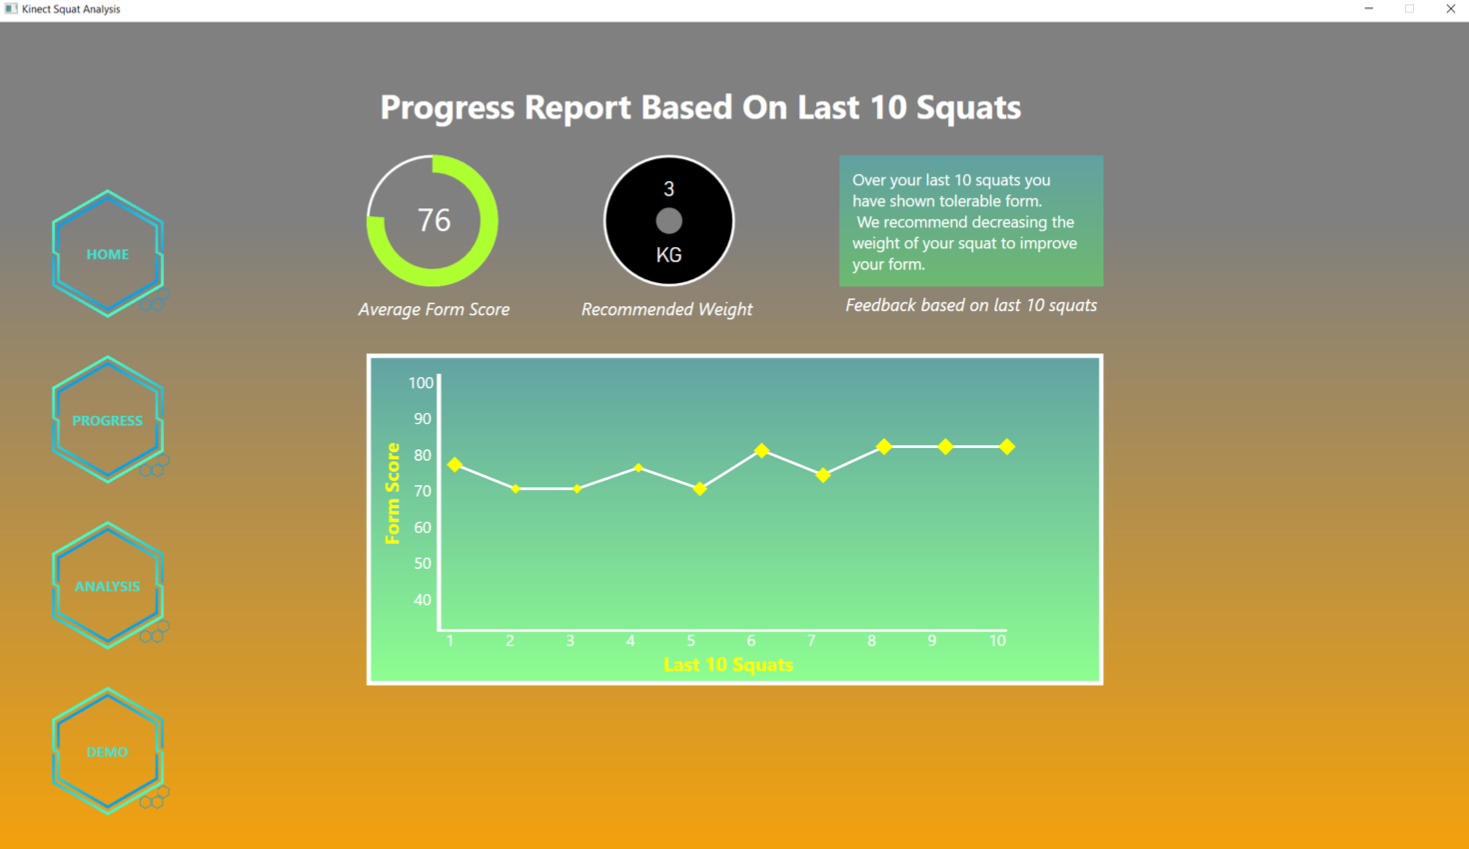 Kinect Squat Analysis
Progress Report Based On Last 10 Squats
HOME
PROGRESS
ANALYSIS
DEMO
76
Average Form Score
3
KG
Recommended Weight
Over your last 10 squats you
have shown tolerable form.
We recommend decreasing the
weight of your squat to improve
your form.
Feedback based on last 10 squats
Form Score
100
90
80
70
60
50
40
1 2 3 4 5 6 7 8 9 10
Last 10 Squats